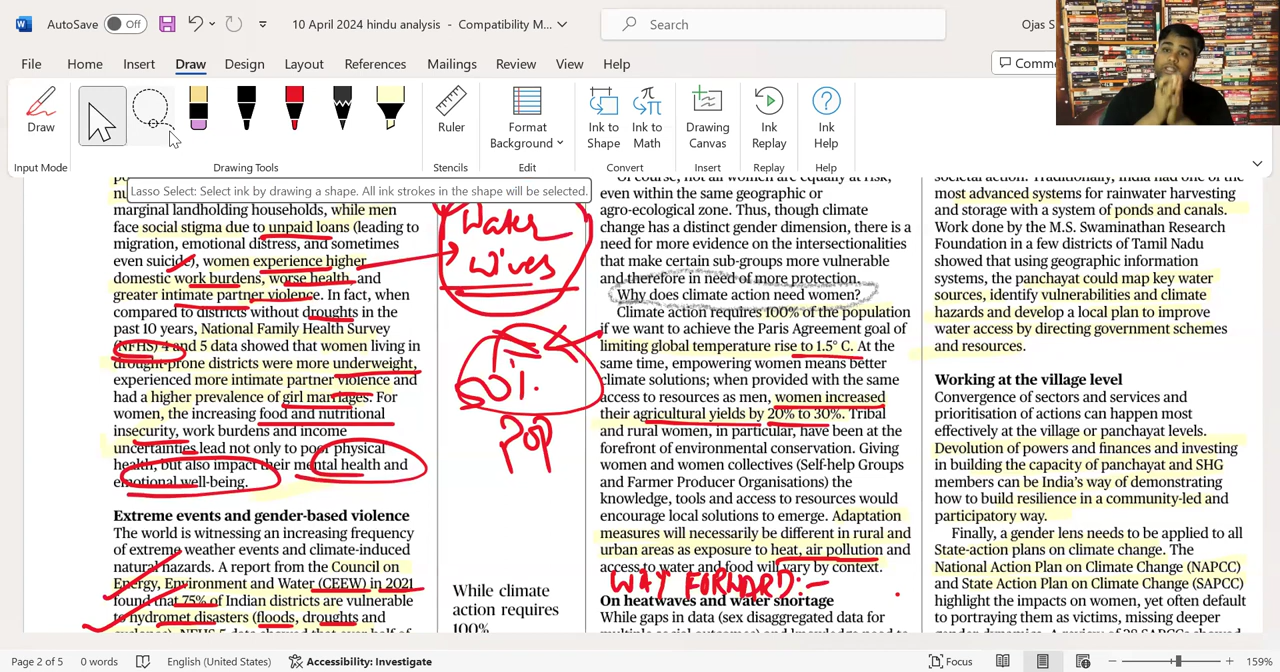 AutoSave Off 10 April 2024 hindu analysis - Compatibility M... Search Ojas S
File Home Insert Draw Design Layout References Mailings Review View Help Comm
Draw
Ruler
Format
Background
Ink to
Shape
Ink to
Math
Drawing
Canvas
Ink
Replay
Ink
Help
Input Mode Drawing Tools Stencils Edit Convert Insert Replay Help
Lasso Select: Select ink by drawing a shape. All ink strokes in the shape will be selected.
marginal landholding households, while men
face social stigma due to unpaid loans (leading to
migration, emotional distress, and sometimes
even suicide), women experience higher
domestic work burdens, worse health, and
greater intimate partner violence. In fact, when
compared to districts without droughts in the
past 10 years, National Family Health Survey
(NFHS) 4 and 5 data showed that women living in
drought-prone districts were more underweight,
experienced more intimate partner violence and
had a higher prevalence of girl marriages. For
women, the increasing food and nutritional
insecurity, work burdens and income
uncertainties lead not only to poor physical
health, but also impact their mental health and
emotional well-being.
Extreme events and gender-based violence
The world is witnessing an increasing frequency
of extreme weather events and climate-induced
natural hazards. A report from the Council on
Energy, Environment and Water (CEEW) in 2021
found that 75% of Indian districts are vulnerable
to hydromet disasters (floods, droughts and
Water
wives
50%
Pop
While climate
action requires
100%
Of course, not all women are equally at risk,
even within the same geographic or
agro-ecological zone. Thus, though climate
change has a distinct gender dimension, there is a
need for more evidence on the intersectionalities
that make certain sub-groups more vulnerable
and therefore in need of more protection.
Why does climate action need women?
Climate action requires 100% of the population
if we want to achieve the Paris Agreement goal of
limiting global temperature rise to 1.5° C. At the
same time, empowering women means better
climate solutions; when provided with the same
access to resources as men, women increased
their agricultural yields by 20% to 30%. Tribal
and rural women, in particular, have been at the
forefront of environmental conservation. Giving
women and women collectives (Self-help Groups
and Farmer Producer Organisations) the
knowledge, tools and access to resources would
encourage local solutions to emerge. Adaptation
measures will necessarily be different in rural and
urban areas as exposure to heat, air pollution and
access to water and food will vary by context.
WAY FORWARD:-
On heatwaves and water shortage
While gaps in data (sex disaggregated data for
societal action. Traditionally, India had one of the
most advanced systems for rainwater harvesting
and storage with a system of ponds and canals.
Work done by the M.S. Swaminathan Research
Foundation in a few districts of Tamil Nadu
showed that using geographic information
systems, the panchayat could map key water
sources, identify vulnerabilities and climate
hazards and develop a local plan to improve
water access by directing government schemes
and resources.
Working at the village level
Convergence of sectors and services and
prioritisation of actions can happen most
effectively at the village or panchayat levels.
Devolution of powers and finances and investing
in building the capacity of panchayat and SHG
members can be India's way of demonstrating
how to build resilience in a community-led and
participatory way.
Finally, a gender lens needs to be applied to all
State-action plans on climate change. The
National Action Plan on Climate Change (NAPCC)
and State Action Plan on Climate Change (SAPCC)
highlight the impacts on women, yet often default
to portraying them as victims, missing deeper
Page 2 of 5 0 words English (United States) Accessibility: Investigate Focus 159%